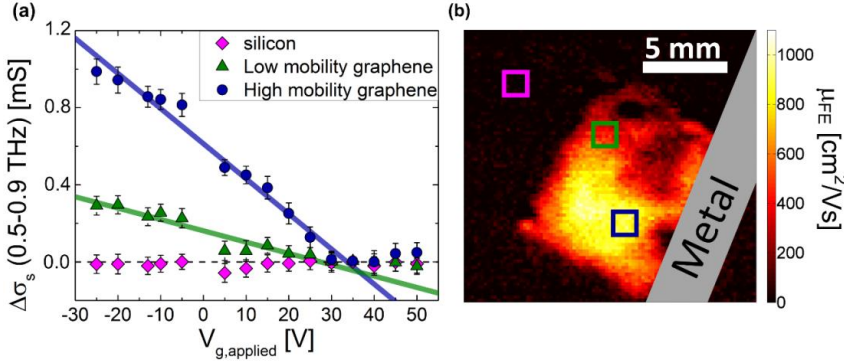 (a)
1.2
0.8
0.4
0.0
Δσs (0.5-0.9 THz) [mS]
silicon
Low mobility graphene
High mobility graphene
-30 -20 -10 0 10 20 30 40 50
Vg,applied [V]
(b)
5 mm
Metal
1000
800
600
400
200
0
μFE [cm²/Vs]